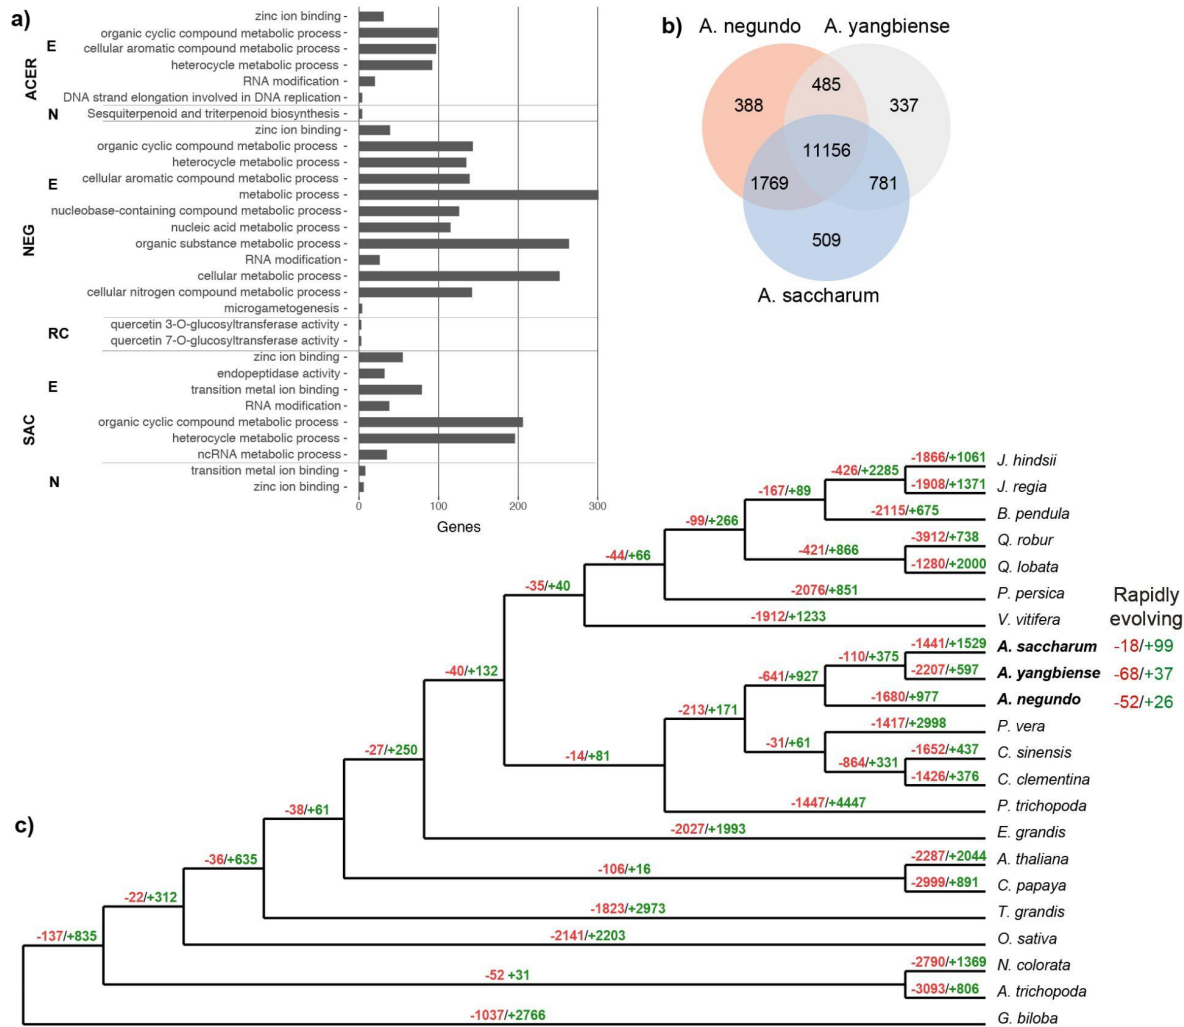 a)
ACER
E
zinc ion binding
organic cyclic compound metabolic process
cellular aromatic compound metabolic process
heterocycle metabolic process
RNA modification
DNA strand elongation involved in DNA replication
N
Sesquiterpenoid and triterpenoid biosynthesis
NEG
E
zinc ion binding
organic cyclic compound metabolic process
heterocycle metabolic process
cellular aromatic compound metabolic process
metabolic process
nucleobase-containing compound metabolic process
nucleic acid metabolic process
organic substance metabolic process
RNA modification
cellular metabolic process
cellular nitrogen compound metabolic process
microgametogenesis
RC
quercetin 3-O-glucosyltransferase activity
quercetin 7-O-glucosyltransferase activity
SAC
E
zinc ion binding
endopeptidase activity
transition metal ion binding
RNA modification
organic cyclic compound metabolic process
heterocycle metabolic process
ncRNA metabolic process
N
transition metal ion binding
zinc ion binding
0 100 200 300
Genes
b)
A. negundo A. yangbiense
485
388 337
11156
1769 781
509
A. saccharum
c)
-1866/+1061 J. hindsii
-426/+2285
-1908/+1371 J. regia
-167/+89
-2115/+675 B. pendula
-99/+266
-3912/+738 Q. robur
-421/+866
-1280/+2000 Q. lobata
-44/+66
-2076/+851 P. persica
-35/+40
-1912/+1233 V. vitifera
Rapidly
evolving
-1441/+1529 A. saccharum -18/+99
-110/+375
-2207/+597 A. yangbiense -68/+37
-40/+132
-641/+927
-1680/+977 A. negundo -52/+26
-213/+171
-1417/+2998 P. vera
-31/+61
-1652/+437 C. sinensis
-27/+250
-14/+81
-864/+331
-1426/+376 C. clementina
-1447/+4447 P. trichopoda
-38/+61
-2027/+1993 E. grandis
-36/+635
-2287/+2044 A. thaliana
-106/+16
-2999/+891 C. papaya
-22/+312
-1823/+2973 T. grandis
-137/+835
-2141/+2203 O. sativa
-2790/+1369 N. colorata
-52 +31
-3093/+806 A. trichopoda
-1037/+2766 G. biloba